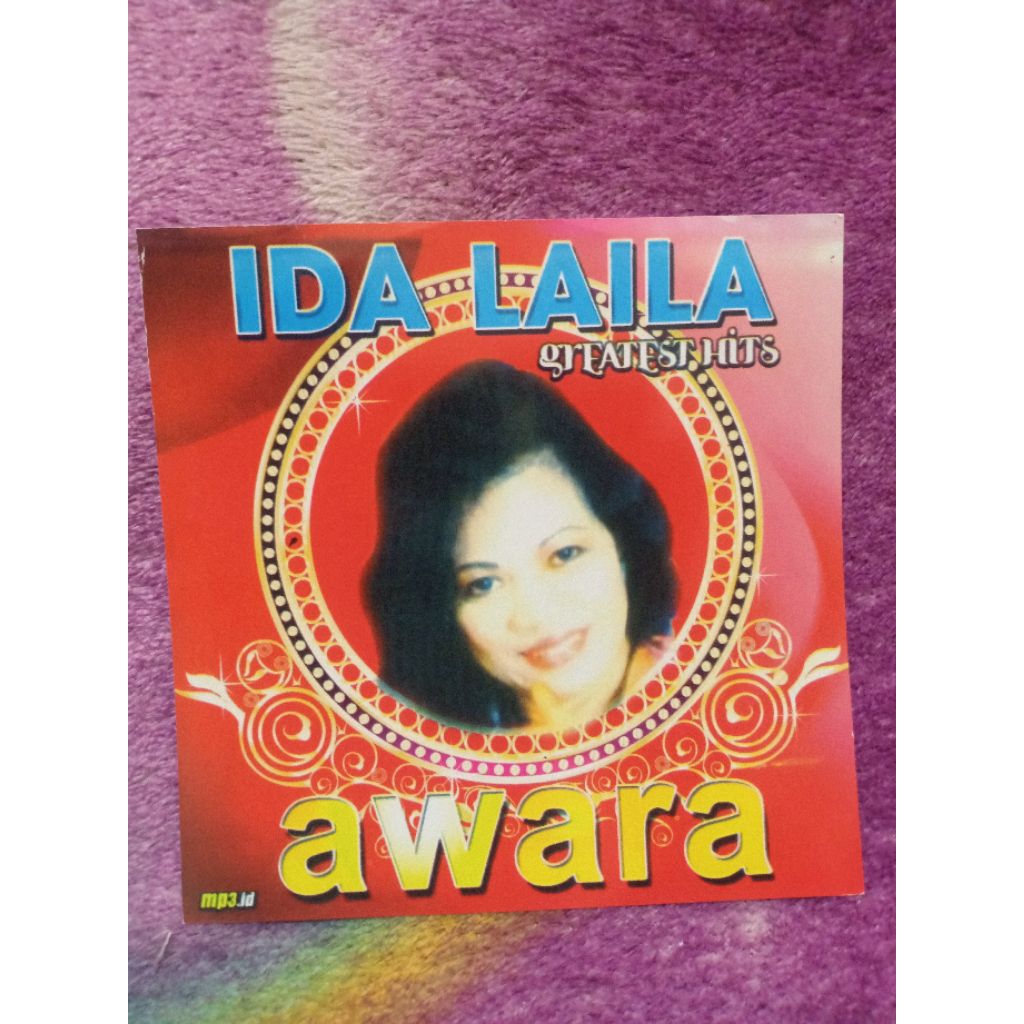 IDA LAILA
GREATEST HITS
awara
mp3.id